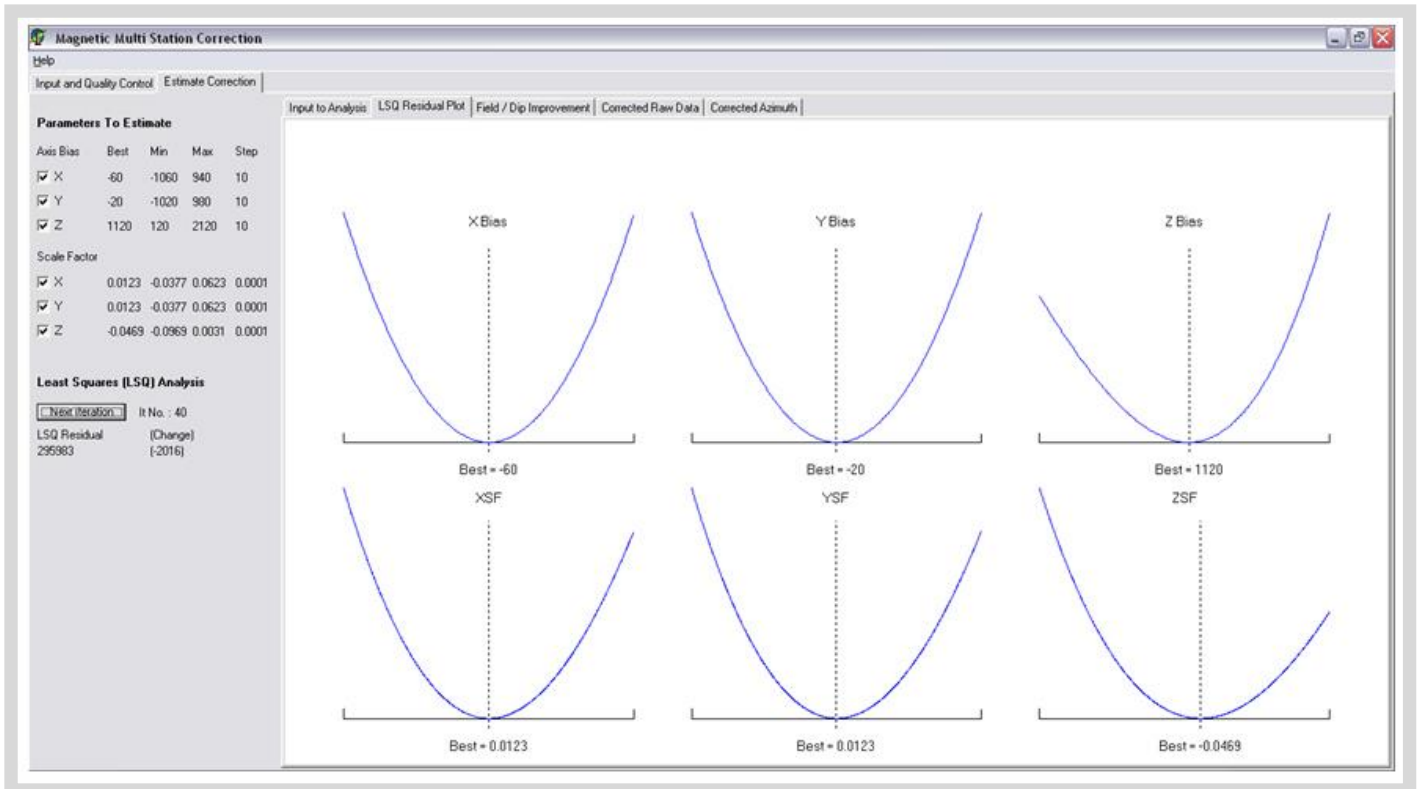 Magnetic Multi Station Correction
Help
Input and Quality Control Estimate Correction
Input to Analysis LSQ Residual Plot Field / Dip Improvement Corrected Raw Data Corrected Azimuth
Parameters To Estimate
Axis Bias Best Min Max Step
X -60 -1060 940 10
Y -20 -1020 980 10
Z 1120 120 2120 10
Scale Factor
X 0.0123 -0.0377 0.0623 0.0001
Y 0.0123 -0.0377 0.0623 0.0001
Z -0.0469 -0.0969 0.0031 0.0001
Least Squares (LSQ) Analysis
Next iteration It No. : 40
LSQ Residual (Change)
295983 (-2016)
X Bias Y Bias Z Bias
Best = -60 Best = -20 Best = 1120
XSF YSF ZSF
Best = 0.0123 Best = 0.0123 Best = -0.0469